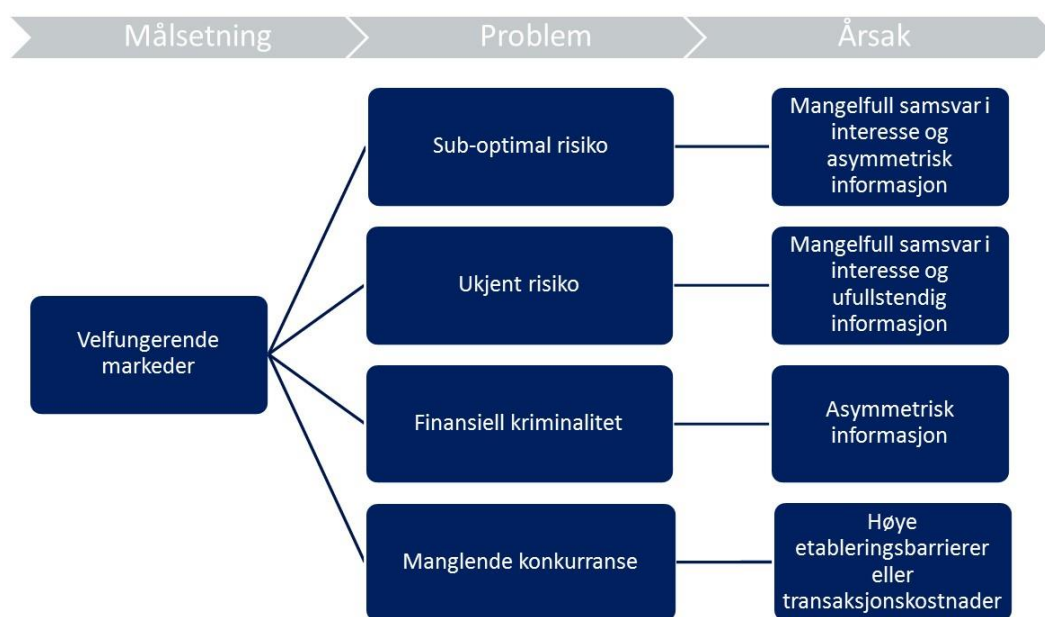 Målsetning
Problem
Årsak
Velfungerende
markeder
Sub-optimal risiko
Mangelfull samsvar i
interesse og
asymmetrisk
informasjon
Ukjent risiko
Mangelfull samsvar i
interesse og
ufullstendig
informasjon
Finansiell kriminalitet
Asymmetrisk
informasjon
Manglende konkurranse
Høye
etableringsbarrierer
eller
transaksjonskostnader